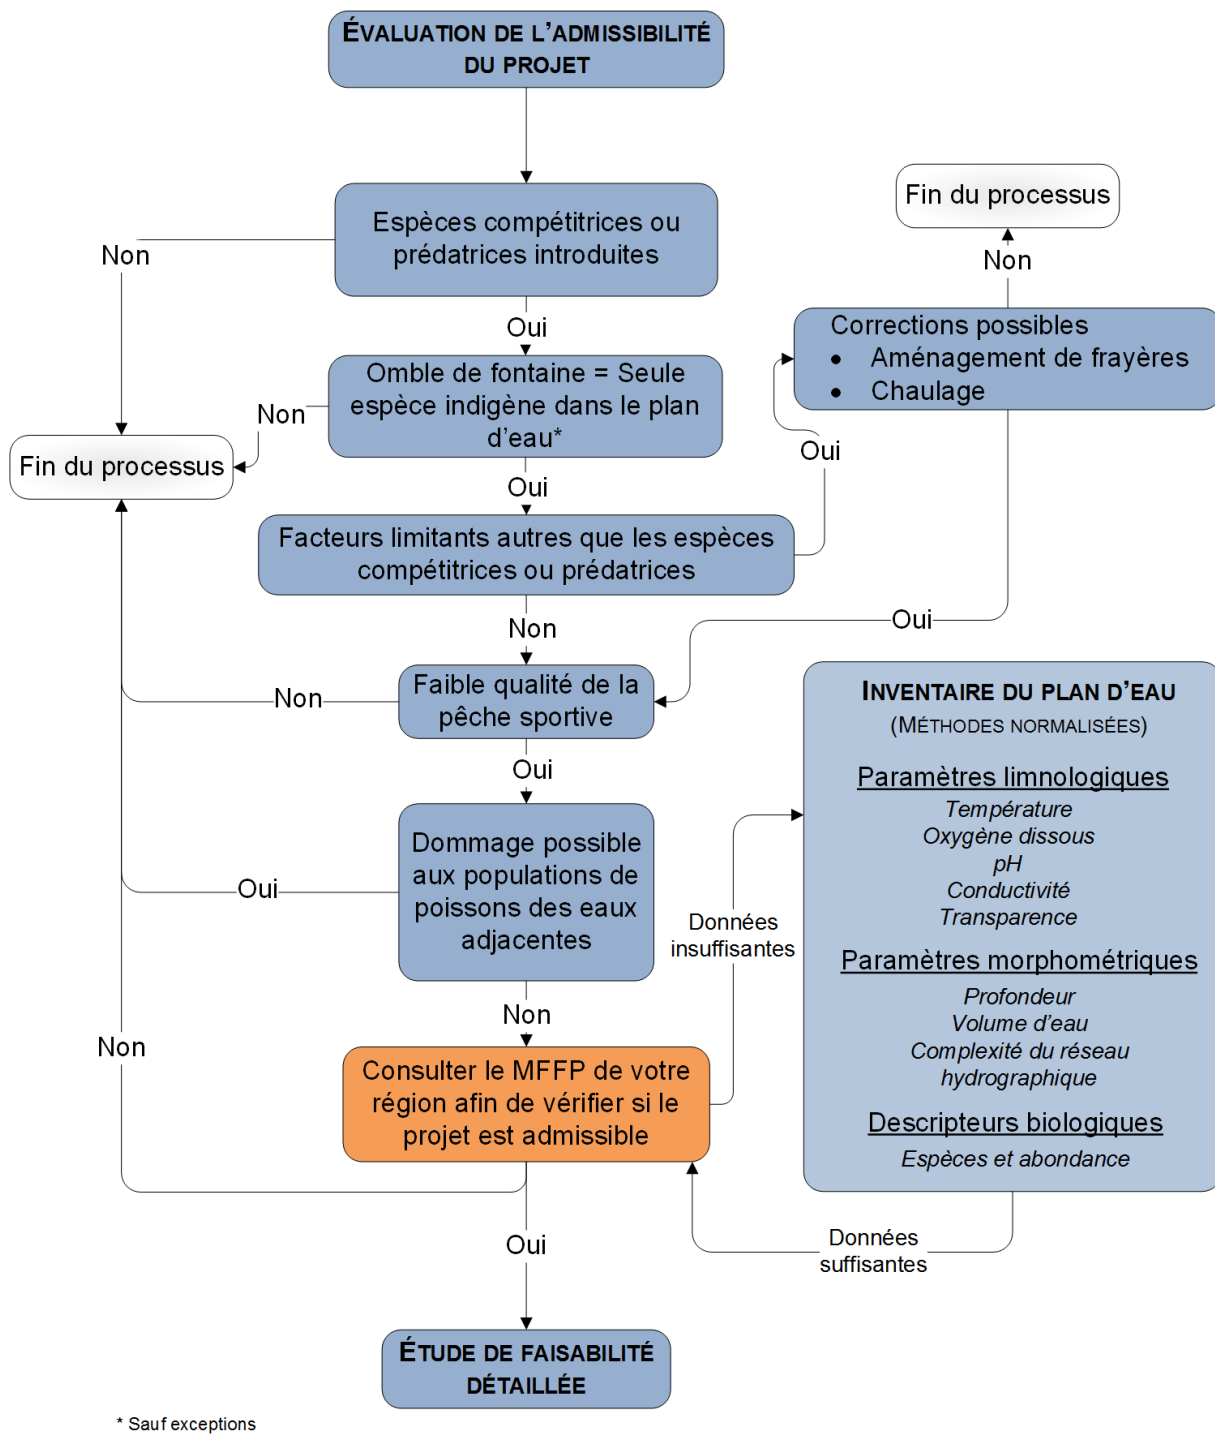 ÉVALUATION DE L'ADMISSIBILITÉ
DU PROJET
Fin du processus
Espèces compétitrices ou
prédatrices introduites
Non
Non
Oui
Corrections possibles
• Aménagement de frayères
• Chaulage
Omble de fontaine = Seule
espèce indigène dans le plan
d'eau*
Non
Oui
Fin du processus
Oui
Facteurs limitants autres que les espèces
compétitrices ou prédatrices
Non
Oui
Faible qualité de la
pêche sportive
Non
Oui
INVENTAIRE DU PLAN D'EAU
(MÉTHODES NORMALISÉES)
Paramètres limnologiques
Température
Oxygène dissous
pH
Conductivité
Transparence
Paramètres morphométriques
Profondeur
Volume d'eau
Complexité du réseau
hydrographique
Descripteurs biologiques
Espèces et abondance
Dommage possible
aux populations de
poissons des eaux
adjacentes
Oui
Données
insuffisantes
Non
Non
Consulter le MFFP de votre
région afin de vérifier si le
projet est admissible
Données
suffisantes
Oui
ÉTUDE DE FAISABILITÉ
DÉTAILLÉE
* Sauf exceptions